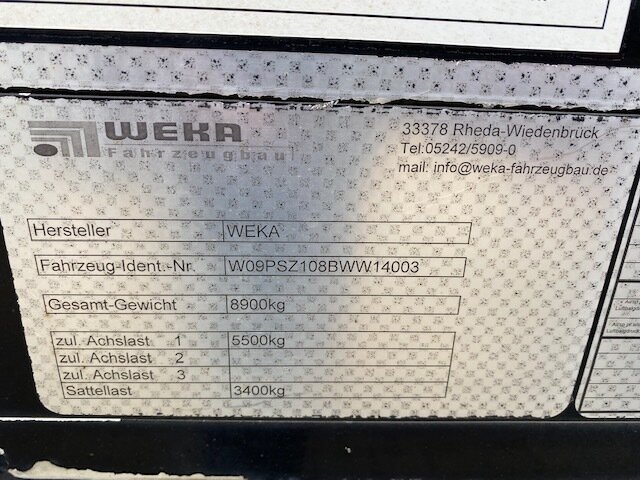 WEKA
Fahrzeugbau
33378 Rheda-Wiedenbrück
Tel:05242/5909-0
mail: info@weka-fahrzeugbau.de
Hersteller WEKA
Fahrzeug-Ident.-Nr. W09PSZ108BWW14003
Gesamt-Gewicht 8900kg
zul. Achslast 1 5500kg
zul. Achslast 2
zul. Achslast 3
Sattellast 3400kg